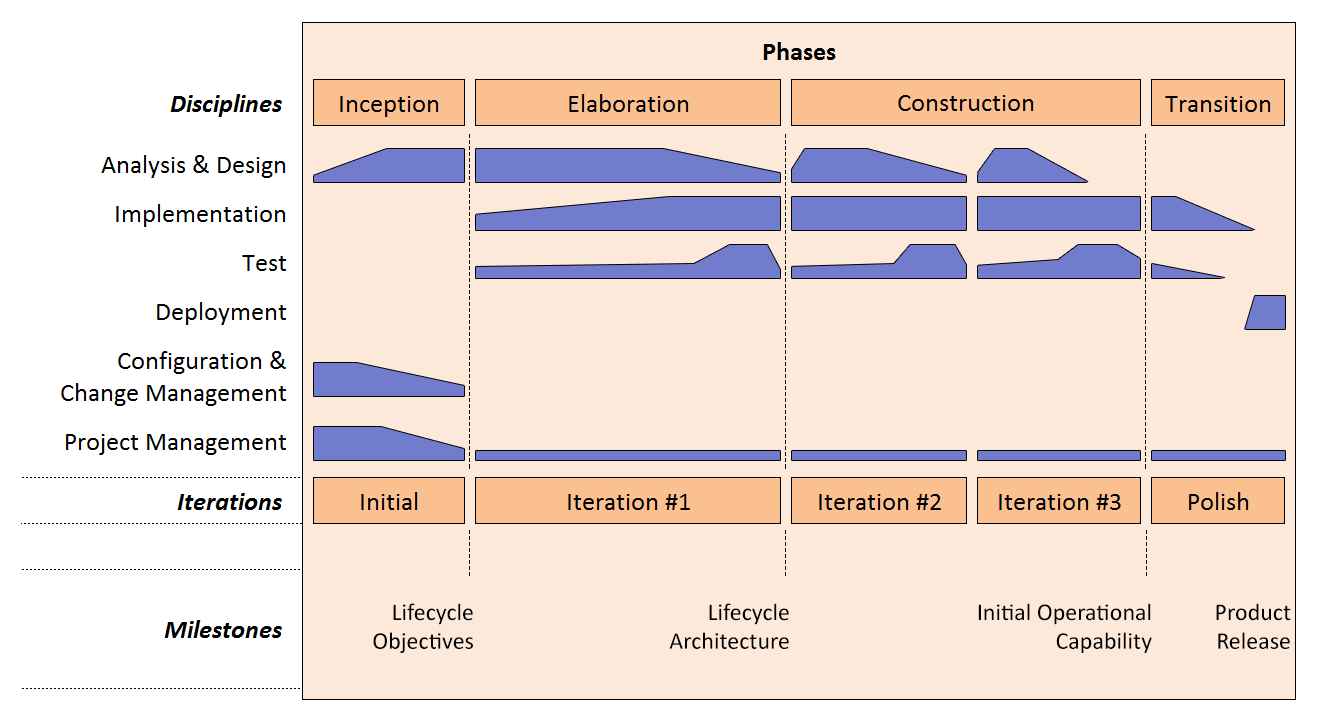 Phases
Disciplines
Inception
Elaboration
Construction
Transition
Analysis & Design
Implementation
Test
Deployment
Configuration &
Change Management
Project Management
Iterations
Initial
Iteration #1
Iteration #2
Iteration #3
Polish
Milestones
Lifecycle
Objectives
Lifecycle
Architecture
Initial Operational
Capability
Product
Release